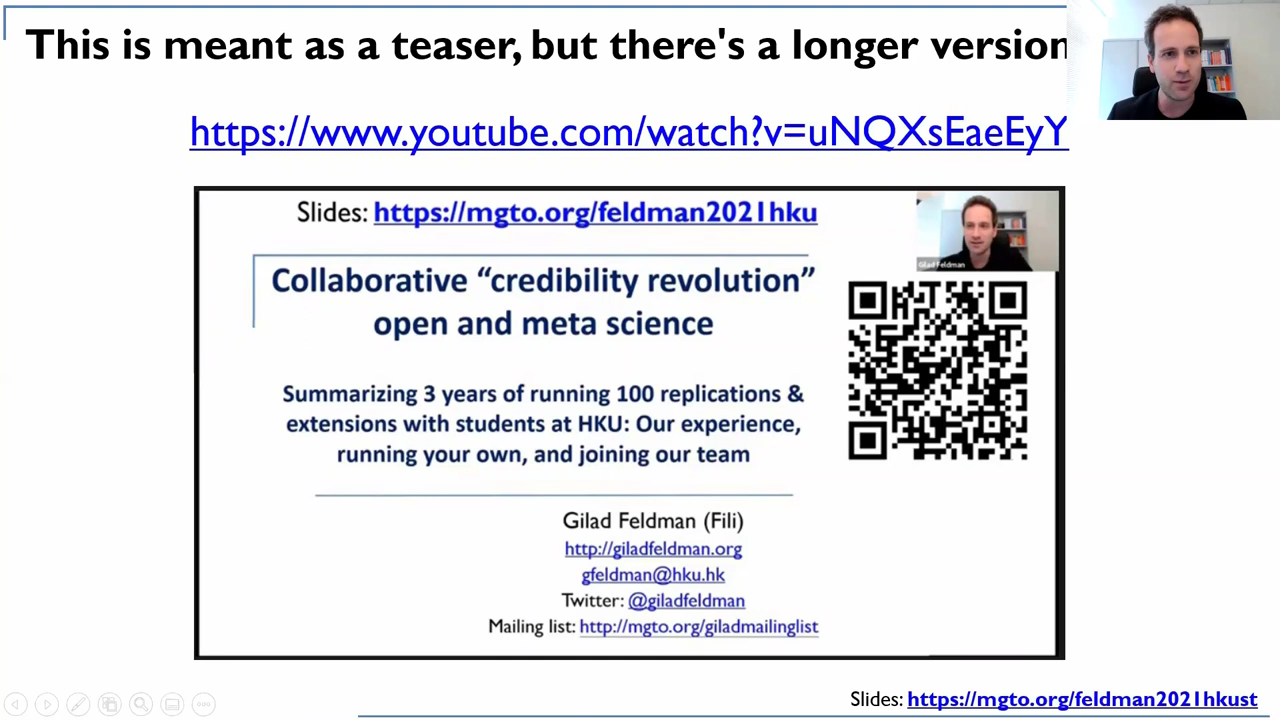 This is meant as a teaser, but there's a longer version
https://www.youtube.com/watch?v=uNQXsEaeEyY
Slides: https://mgto.org/feldman2021hku
Gilad Feldman
Collaborative “credibility revolution”
open and meta science
Summarizing 3 years of running 100 replications &
extensions with students at HKU: Our experience,
running your own, and joining our team
Gilad Feldman (Fili)
http://giladfeldman.org
gfeldman@hku.hk
Twitter: @giladfeldman
Mailing list: http://mgto.org/giladmailinglist
Slides: https://mgto.org/feldman2021hkust